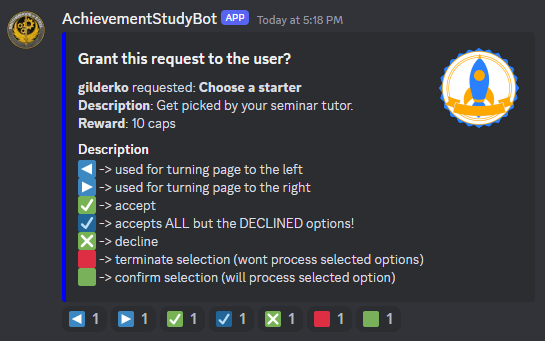 AchievementStudyBot APP Today at 5:18 PM
Grant this request to the user?
gilderko requested: Choose a starter
Description: Get picked by your seminar tutor.
Reward: 10 caps
Description
◀ -> used for turning page to the left
▶ -> used for turning page to the right
✅ -> accept
☑ -> accepts ALL but the DECLINED options!
❎ -> decline
🟥 -> terminate selection (wont process selected options)
🟩 -> confirm selection (will process selected option)
◀ 1 ▶ 1 ✅ 1 ☑ 1 ❎ 1 🟥 1 🟩 1